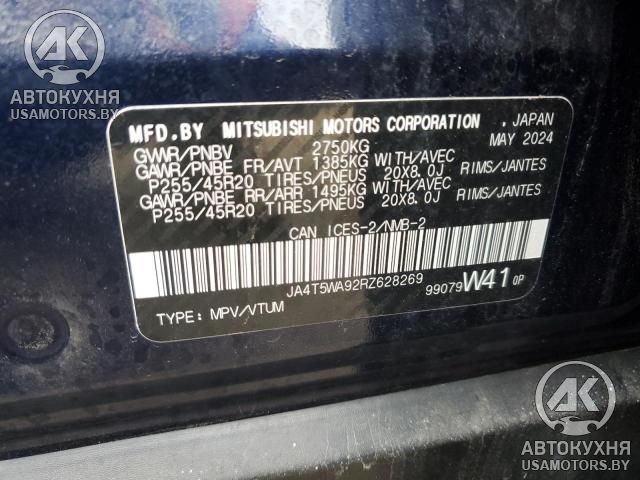 AK
АВТОКУХНЯ
USAMOTORS.BY
MFD.BY MITSUBISHI MOTORS CORPORATION . JAPAN
GVWR/PNBV 2750KG MAY 2024
GAWR/PNBE FR/AVT 1385KG WITH/AVEC
P255/45R20 TIRES/PNEUS 20X8.0J RIMS/JANTES
GAWR/PNBE RR/ARR 1495KG WITH/AVEC
P255/45R20 TIRES/PNEUS 20X8.0J RIMS/JANTES
CAN ICES-2/NMB-2
JA4T5WA92RZ628269
99079 W41 0P
TYPE: MPV/VTUM
AK
АВТОКУХНЯ
USAMOTORS.BY